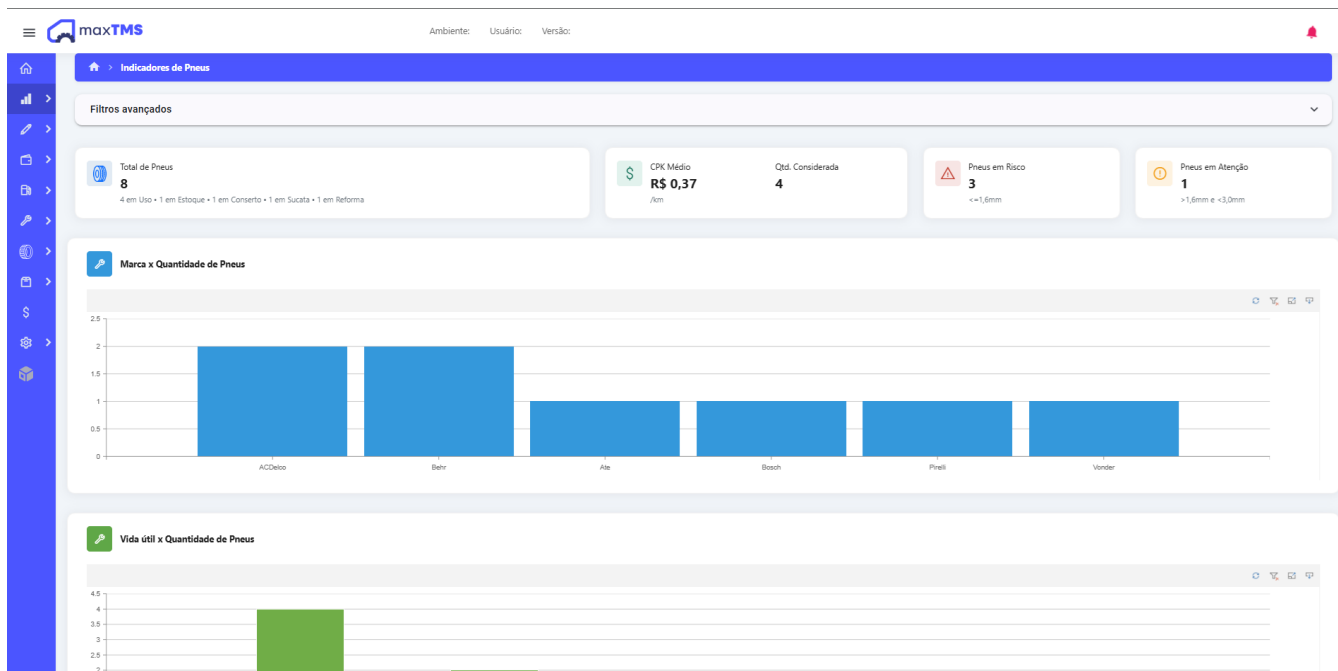 maxTMS
Ambiente: Usuário: Versão:
> Indicadores de Pneus
Filtros avançados
Total de Pneus
8
4 em Uso • 1 em Estoque • 1 em Conserto • 1 em Sucata • 1 em Reforma
CPK Médio
R$ 0,37
/km
Qtd. Considerada
4
Pneus em Risco
3
<=1,6mm
Pneus em Atenção
1
>1,6mm e <3,0mm
Marca x Quantidade de Pneus
2.5
2
1.5
1
0.5
0
ACDelco Behr Ate Bosch Pirelli Vonder
Vida útil x Quantidade de Pneus
4.5
4
3.5
3
2.5
2